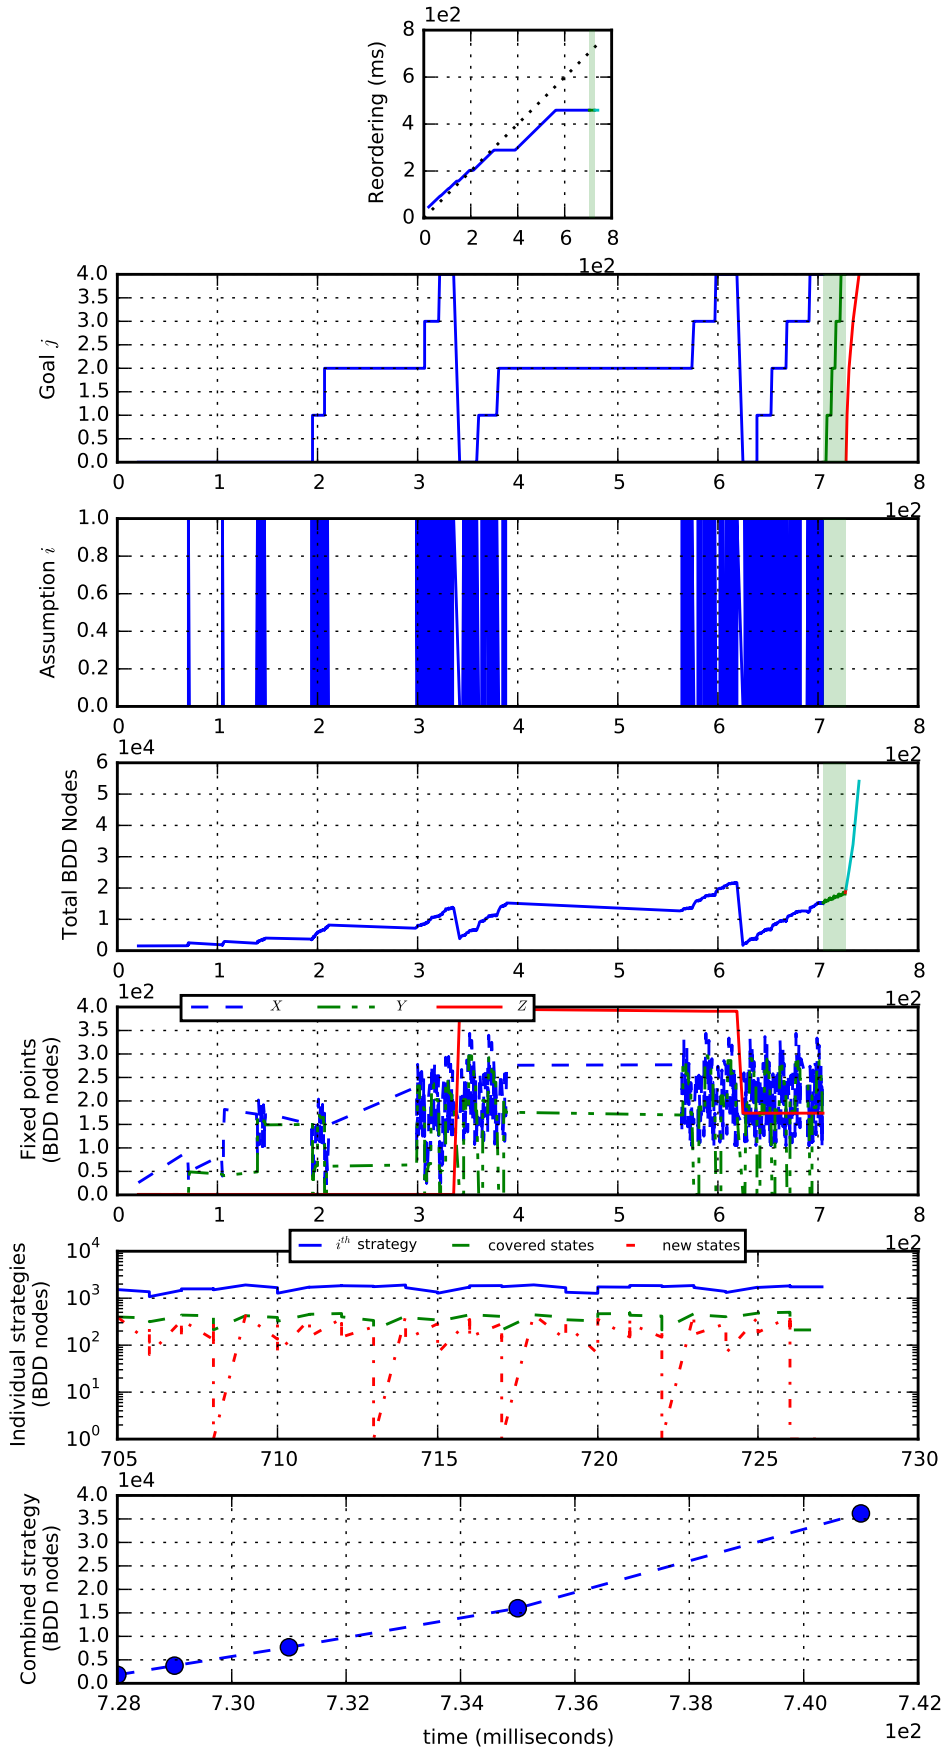 1e2
8
6
4
2
0
Reordering (ms)
0 2 4 6 8
1e2
4.0
3.5
3.0
2.5
2.0
1.5
1.0
0.5
0.0
Goal j
0 1 2 3 4 5 6 7 8
1e2
1.0
0.8
0.6
0.4
0.2
0.0
Assumption i
0 1 2 3 4 5 6 7 8
1e2
1e4
6
5
4
3
2
1
0
Total BDD Nodes
0 1 2 3 4 5 6 7 8
1e2
1e2
X Y Z
4.0
3.5
3.0
2.5
2.0
1.5
1.0
0.5
0.0
Fixed points
(BDD nodes)
0 1 2 3 4 5 6 7 8
1e2
i^th strategy covered states new states
10^4
10^3
10^2
10^1
10^0
Individual strategies
(BDD nodes)
705 710 715 720 725 730
1e4
4.0
3.5
3.0
2.5
2.0
1.5
1.0
0.5
0.0
Combined strategy
(BDD nodes)
7.28 7.30 7.32 7.34 7.36 7.38 7.40 7.42
time (milliseconds)
1e2